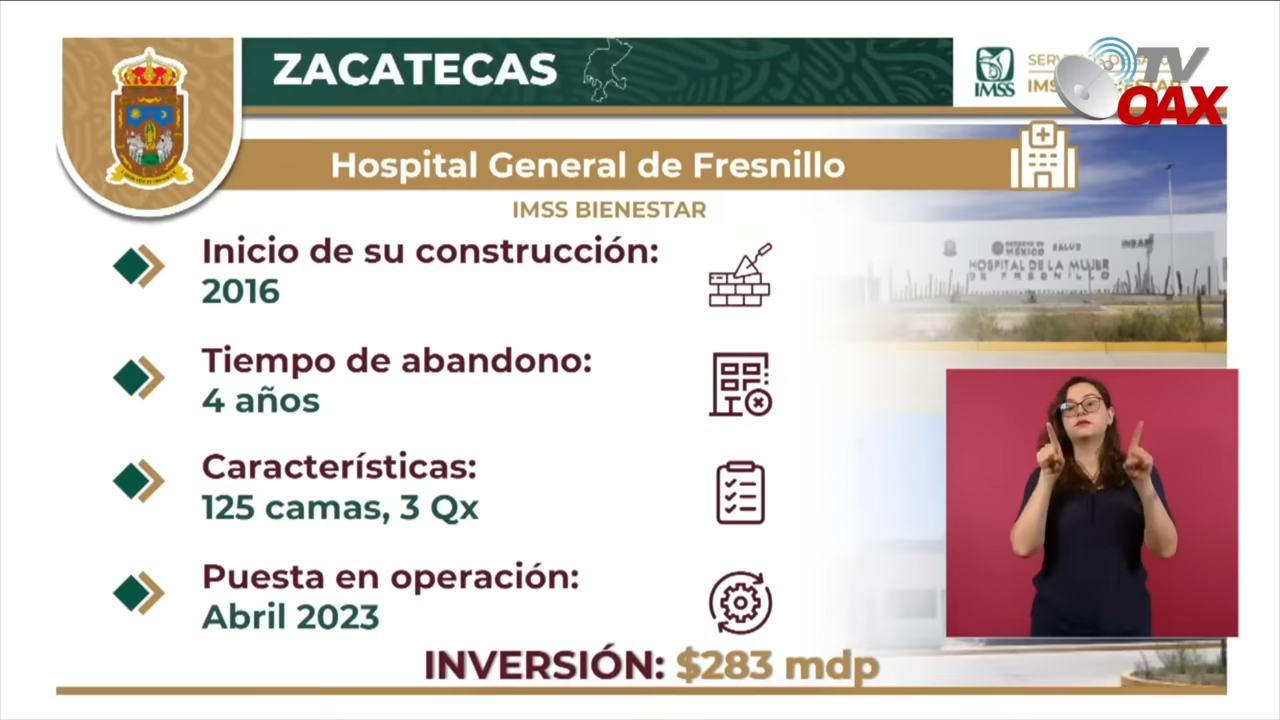 ZACATECAS
IMSS
TV
OAX
Hospital General de Fresnillo
IMSS BIENESTAR
Inicio de su construcción:
2016
Tiempo de abandono:
4 años
Características:
125 camas, 3 Qx
Puesta en operación:
Abril 2023
INVERSIÓN: $283 mdp
MÉXICO
SALUD
HOSPITAL DE LA MUJER
DE FRESNILLO